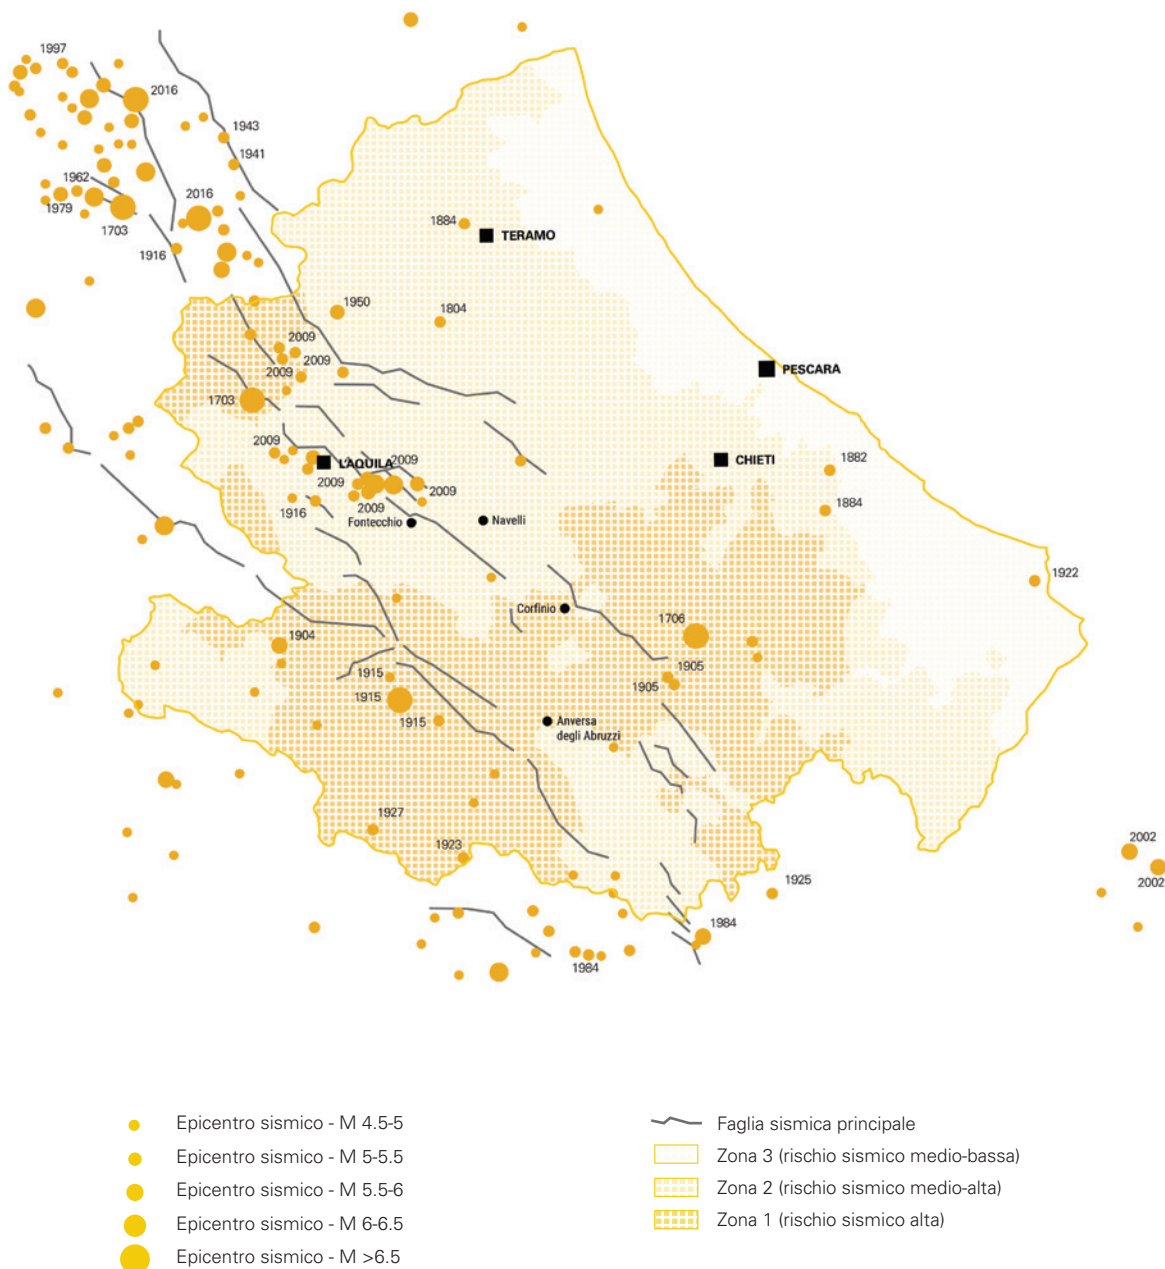 1997
2016
1943
1941
1962
1979
2016
1703
1916
1884
TERAMO
1950
1804
2009
2009
2009
PESCARA
1703
2009
L'AQUILA
2009
CHIETI
1882
2009
2009
2009
1884
1916
Fontecchio
Navelli
1922
Corfinio
1706
1904
1905
1915
1905
1915
1915
Anversa
degli Abruzzi
1927
1923
2002
2002
1925
1984
1984
Epicentro sismico - M 4.5-5
Epicentro sismico - M 5-5.5
Epicentro sismico - M 5.5-6
Epicentro sismico - M 6-6.5
Epicentro sismico - M >6.5
Faglia sismica principale
Zona 3 (rischio sismico medio-bassa)
Zona 2 (rischio sismico medio-alta)
Zona 1 (rischio sismico alta)